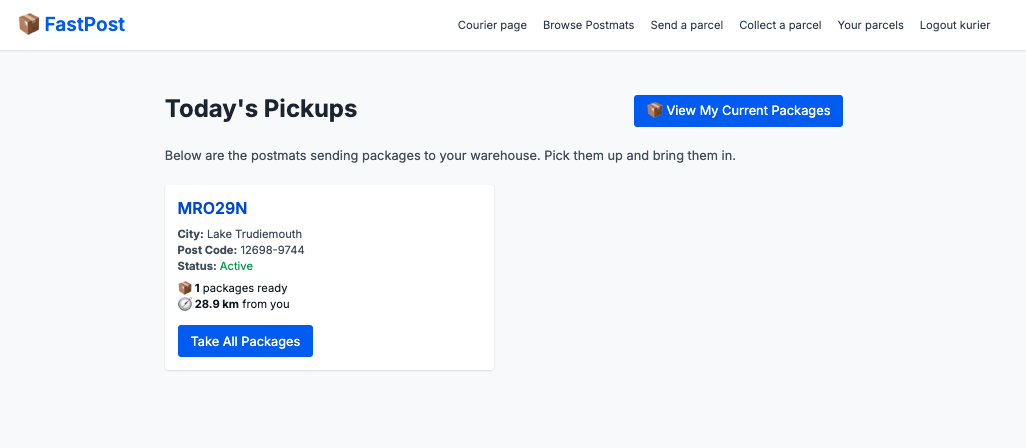 FastPost
Courier page
Browse Postmats
Send a parcel
Collect a parcel
Your parcels
Logout kurier
Today's Pickups
View My Current Packages
Below are the postmats sending packages to your warehouse. Pick them up and bring them in.
MRO29N
City: Lake Trudiemouth
Post Code: 12698-9744
Status: Active
1 packages ready
28.9 km from you
Take All Packages